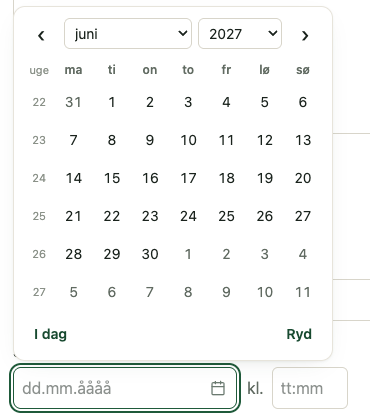 ‹ juni 2027 ›
uge ma ti on to fr lø sø
22 31 1 2 3 4 5 6
23 7 8 9 10 11 12 13
24 14 15 16 17 18 19 20
25 21 22 23 24 25 26 27
26 28 29 30 1 2 3 4
27 5 6 7 8 9 10 11
I dag Ryd
dd.mm.åååå kl. tt:mm